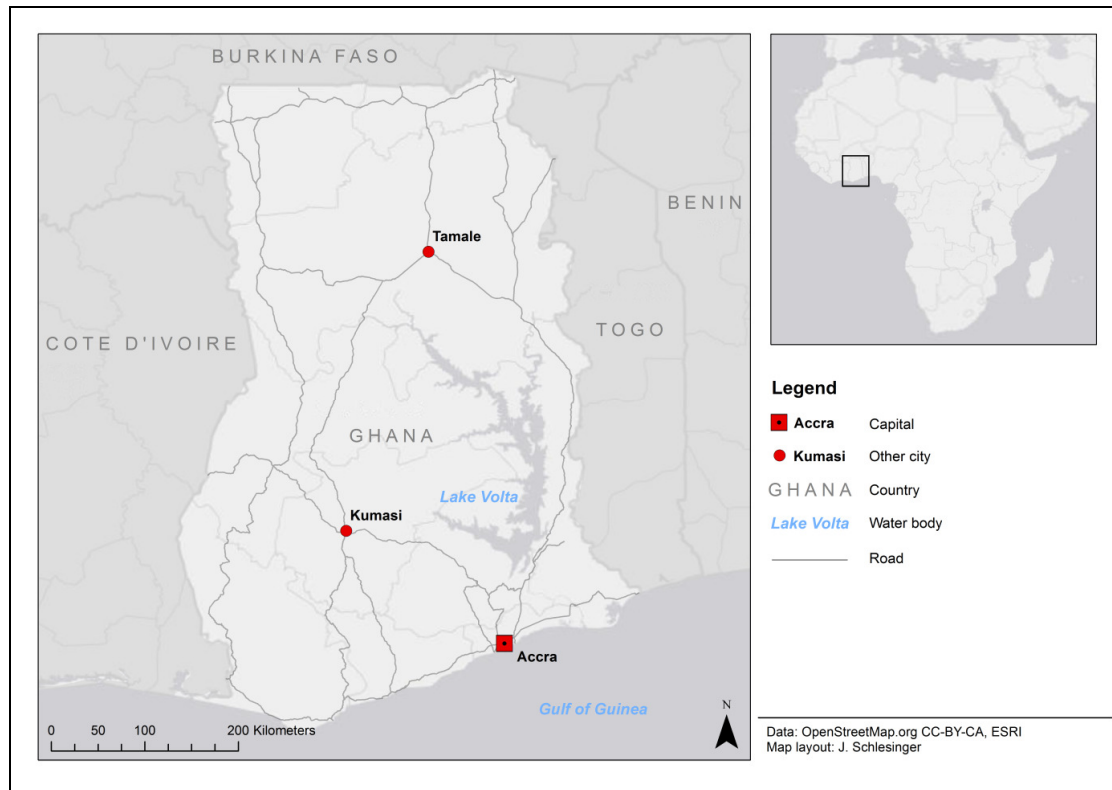 BURKINA FASO
BENIN
Tamale
TOGO
COTE D'IVOIRE
GHANA
Lake Volta
Kumasi
Accra
Gulf of Guinea
N
0 50 100 200 Kilometers
Legend
Accra Capital
Kumasi Other city
GHANA Country
Lake Volta Water body
Road
Data: OpenStreetMap.org CC-BY-CA, ESRI
Map layout: J. Schlesinger